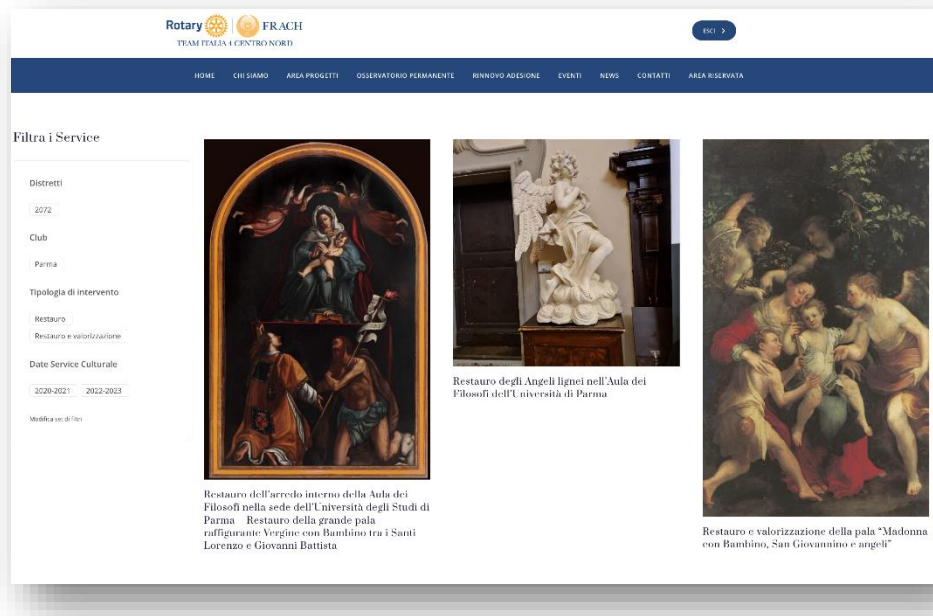 Rotary FRACH
TEAM ITALIA 4 CENTRO NORD
ESCI
HOME CHI SIAMO AREA PROGETTI OSSERVATORIO PERMANENTE RINNOVO ADESIONE EVENTI NEWS CONTATTI AREA RISERVATA
Filtra i Service
Distretti
2072
Club
Parma
Tipologia di intervento
Restauro
Restauro e valorizzazione
Date Service Culturale
2020-2021 2022-2023
Modifica set di filtri
Restauro dell'arredo interno della Aula dei
Filosofi nella sede dell'Università degli Studi di
Parma Restauro della grande pala
raffigurante Vergine con Bambino tra i Santi
Lorenzo e Giovanni Battista
Restauro degli Angeli lignei nell'Aula dei
Filosofi dell'Università di Parma
Restauro e valorizzazione della pala “Madonna
con Bambino, San Giovannino e angeli”